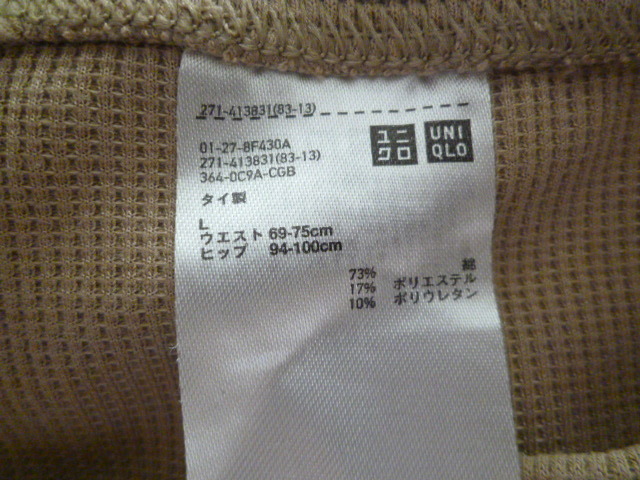 271-413831(83-13)
ユニクロ UNIQLO
01-27-8F430A
271-413831(83-13)
364-0C9A-CGB
タイ製
L
ウエスト 69-75cm
ヒップ 94-100cm
73% 綿
17% ポリエステル
10% ポリウレタン